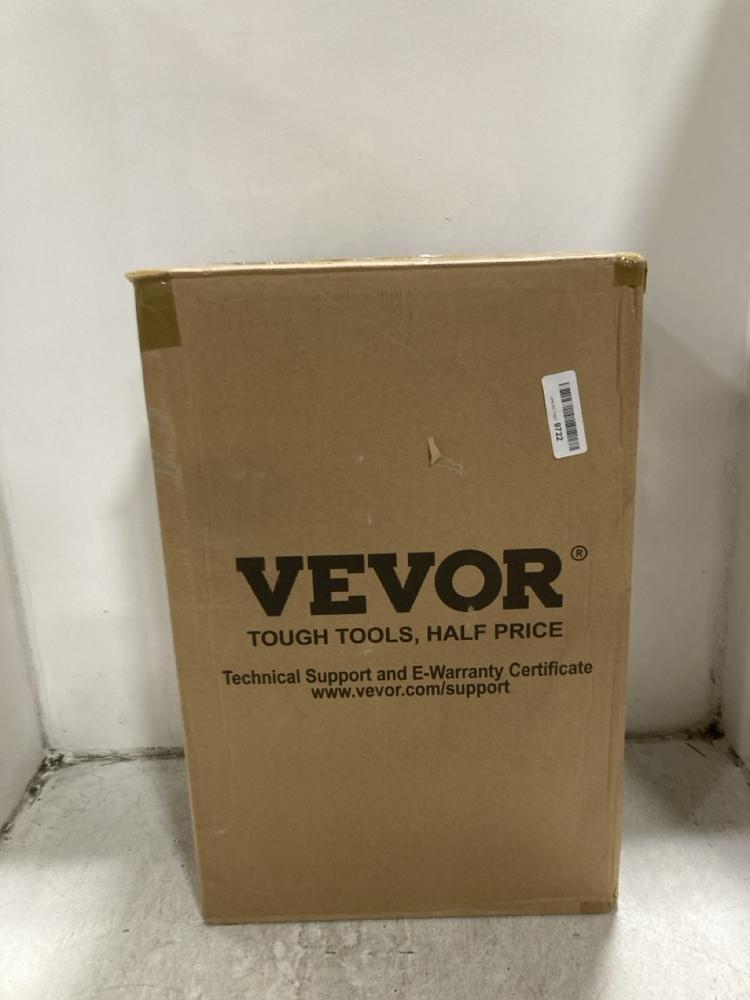 9722
VEVOR®
TOUGH TOOLS, HALF PRICE
Technical Support and E-Warranty Certificate
www.vevor.com/support